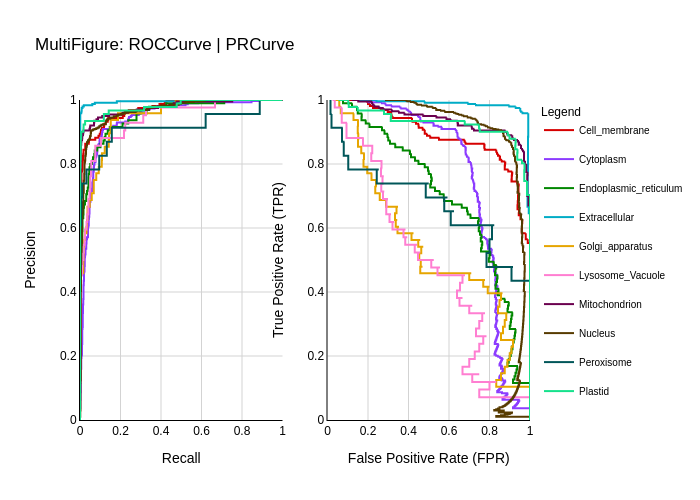 MultiFigure: ROCCurve | PRCurve
Precision
1
0.8
0.6
0.4
0.2
0
0 0.2 0.4 0.6 0.8 1
Recall
True Positive Rate (TPR)
1
0.8
0.6
0.4
0.2
0
0 0.2 0.4 0.6 0.8 1
False Positive Rate (FPR)
Legend
Cell_membrane
Cytoplasm
Endoplasmic_reticulum
Extracellular
Golgi_apparatus
Lysosome_Vacuole
Mitochondrion
Nucleus
Peroxisome
Plastid